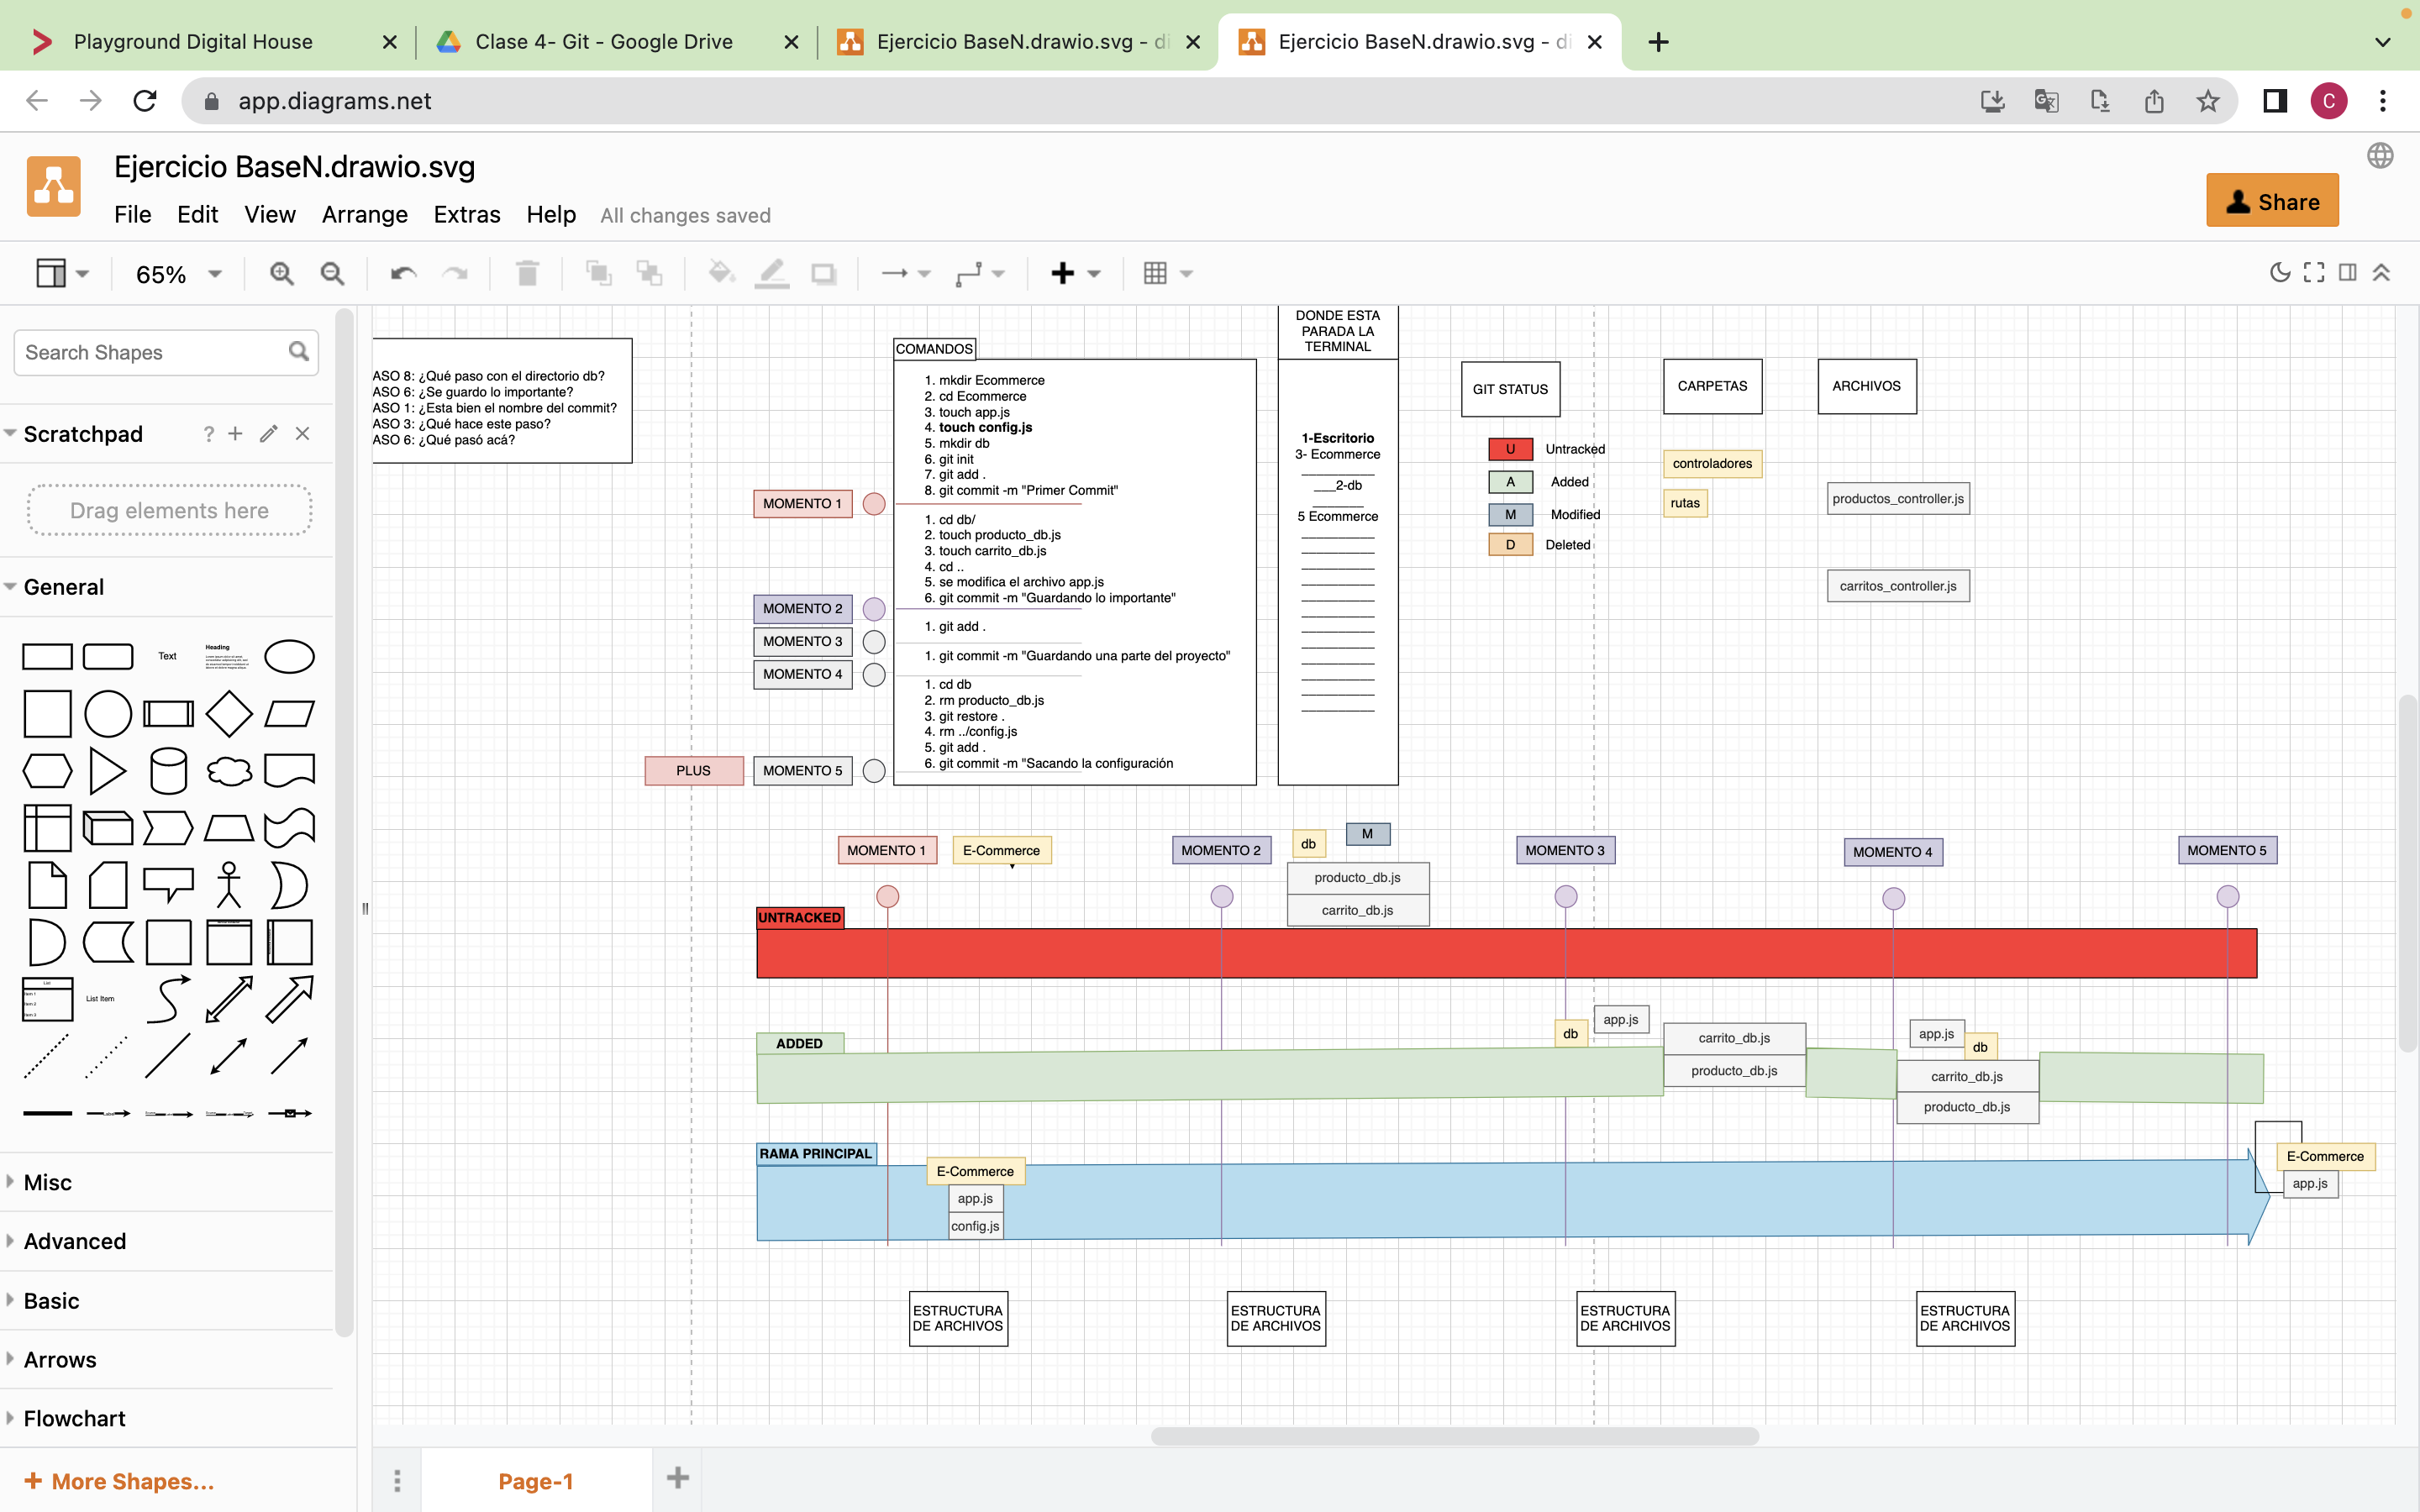 Playground Digital House
Clase 4- Git - Google Drive
Ejercicio BaseN.drawio.svg - di
Ejercicio BaseN.drawio.svg - di
app.diagrams.net
C
Ejercicio BaseN.drawio.svg
File Edit View Arrange Extras Help All changes saved
Share
65%
Search Shapes
Scratchpad
?
Drag elements here
General
Text
Heading
List
Item 1
Item 2
Item 3
List Item
Misc
Advanced
Basic
Arrows
Flowchart
More Shapes...
Page-1
ASO 8: ¿Qué paso con el directorio db?
ASO 6: ¿Se guardo lo importante?
ASO 1: ¿Esta bien el nombre del commit?
ASO 3: ¿Qué hace este paso?
ASO 6: ¿Qué pasó acá?
COMANDOS
1. mkdir Ecommerce
2. cd Ecommerce
3. touch app.js
4. touch config.js
5. mkdir db
6. git init
7. git add .
8. git commit -m "Primer Commit"
1. cd db/
2. touch producto_db.js
3. touch carrito_db.js
4. cd ..
5. se modifica el archivo app.js
6. git commit -m "Guardando lo importante"
1. git add .
1. git commit -m "Guardando una parte del proyecto"
1. cd db
2. rm producto_db.js
3. git restore .
4. rm ../config.js
5. git add .
6. git commit -m "Sacando la configuración
MOMENTO 1
MOMENTO 2
MOMENTO 3
MOMENTO 4
PLUS
MOMENTO 5
DONDE ESTA
PARADA LA
TERMINAL
1-Escritorio
3- Ecommerce
___2-db
5 Ecommerce
GIT STATUS
U Untracked
A Added
M Modified
D Deleted
CARPETAS
controladores
rutas
ARCHIVOS
productos_controller.js
carritos_controller.js
MOMENTO 1
E-Commerce
MOMENTO 2
db
M
producto_db.js
carrito_db.js
MOMENTO 3
MOMENTO 4
MOMENTO 5
UNTRACKED
ADDED
db
app.js
carrito_db.js
producto_db.js
app.js
db
carrito_db.js
producto_db.js
RAMA PRINCIPAL
E-Commerce
app.js
config.js
E-Commerce
app.js
ESTRUCTURA
DE ARCHIVOS
ESTRUCTURA
DE ARCHIVOS
ESTRUCTURA
DE ARCHIVOS
ESTRUCTURA
DE ARCHIVOS